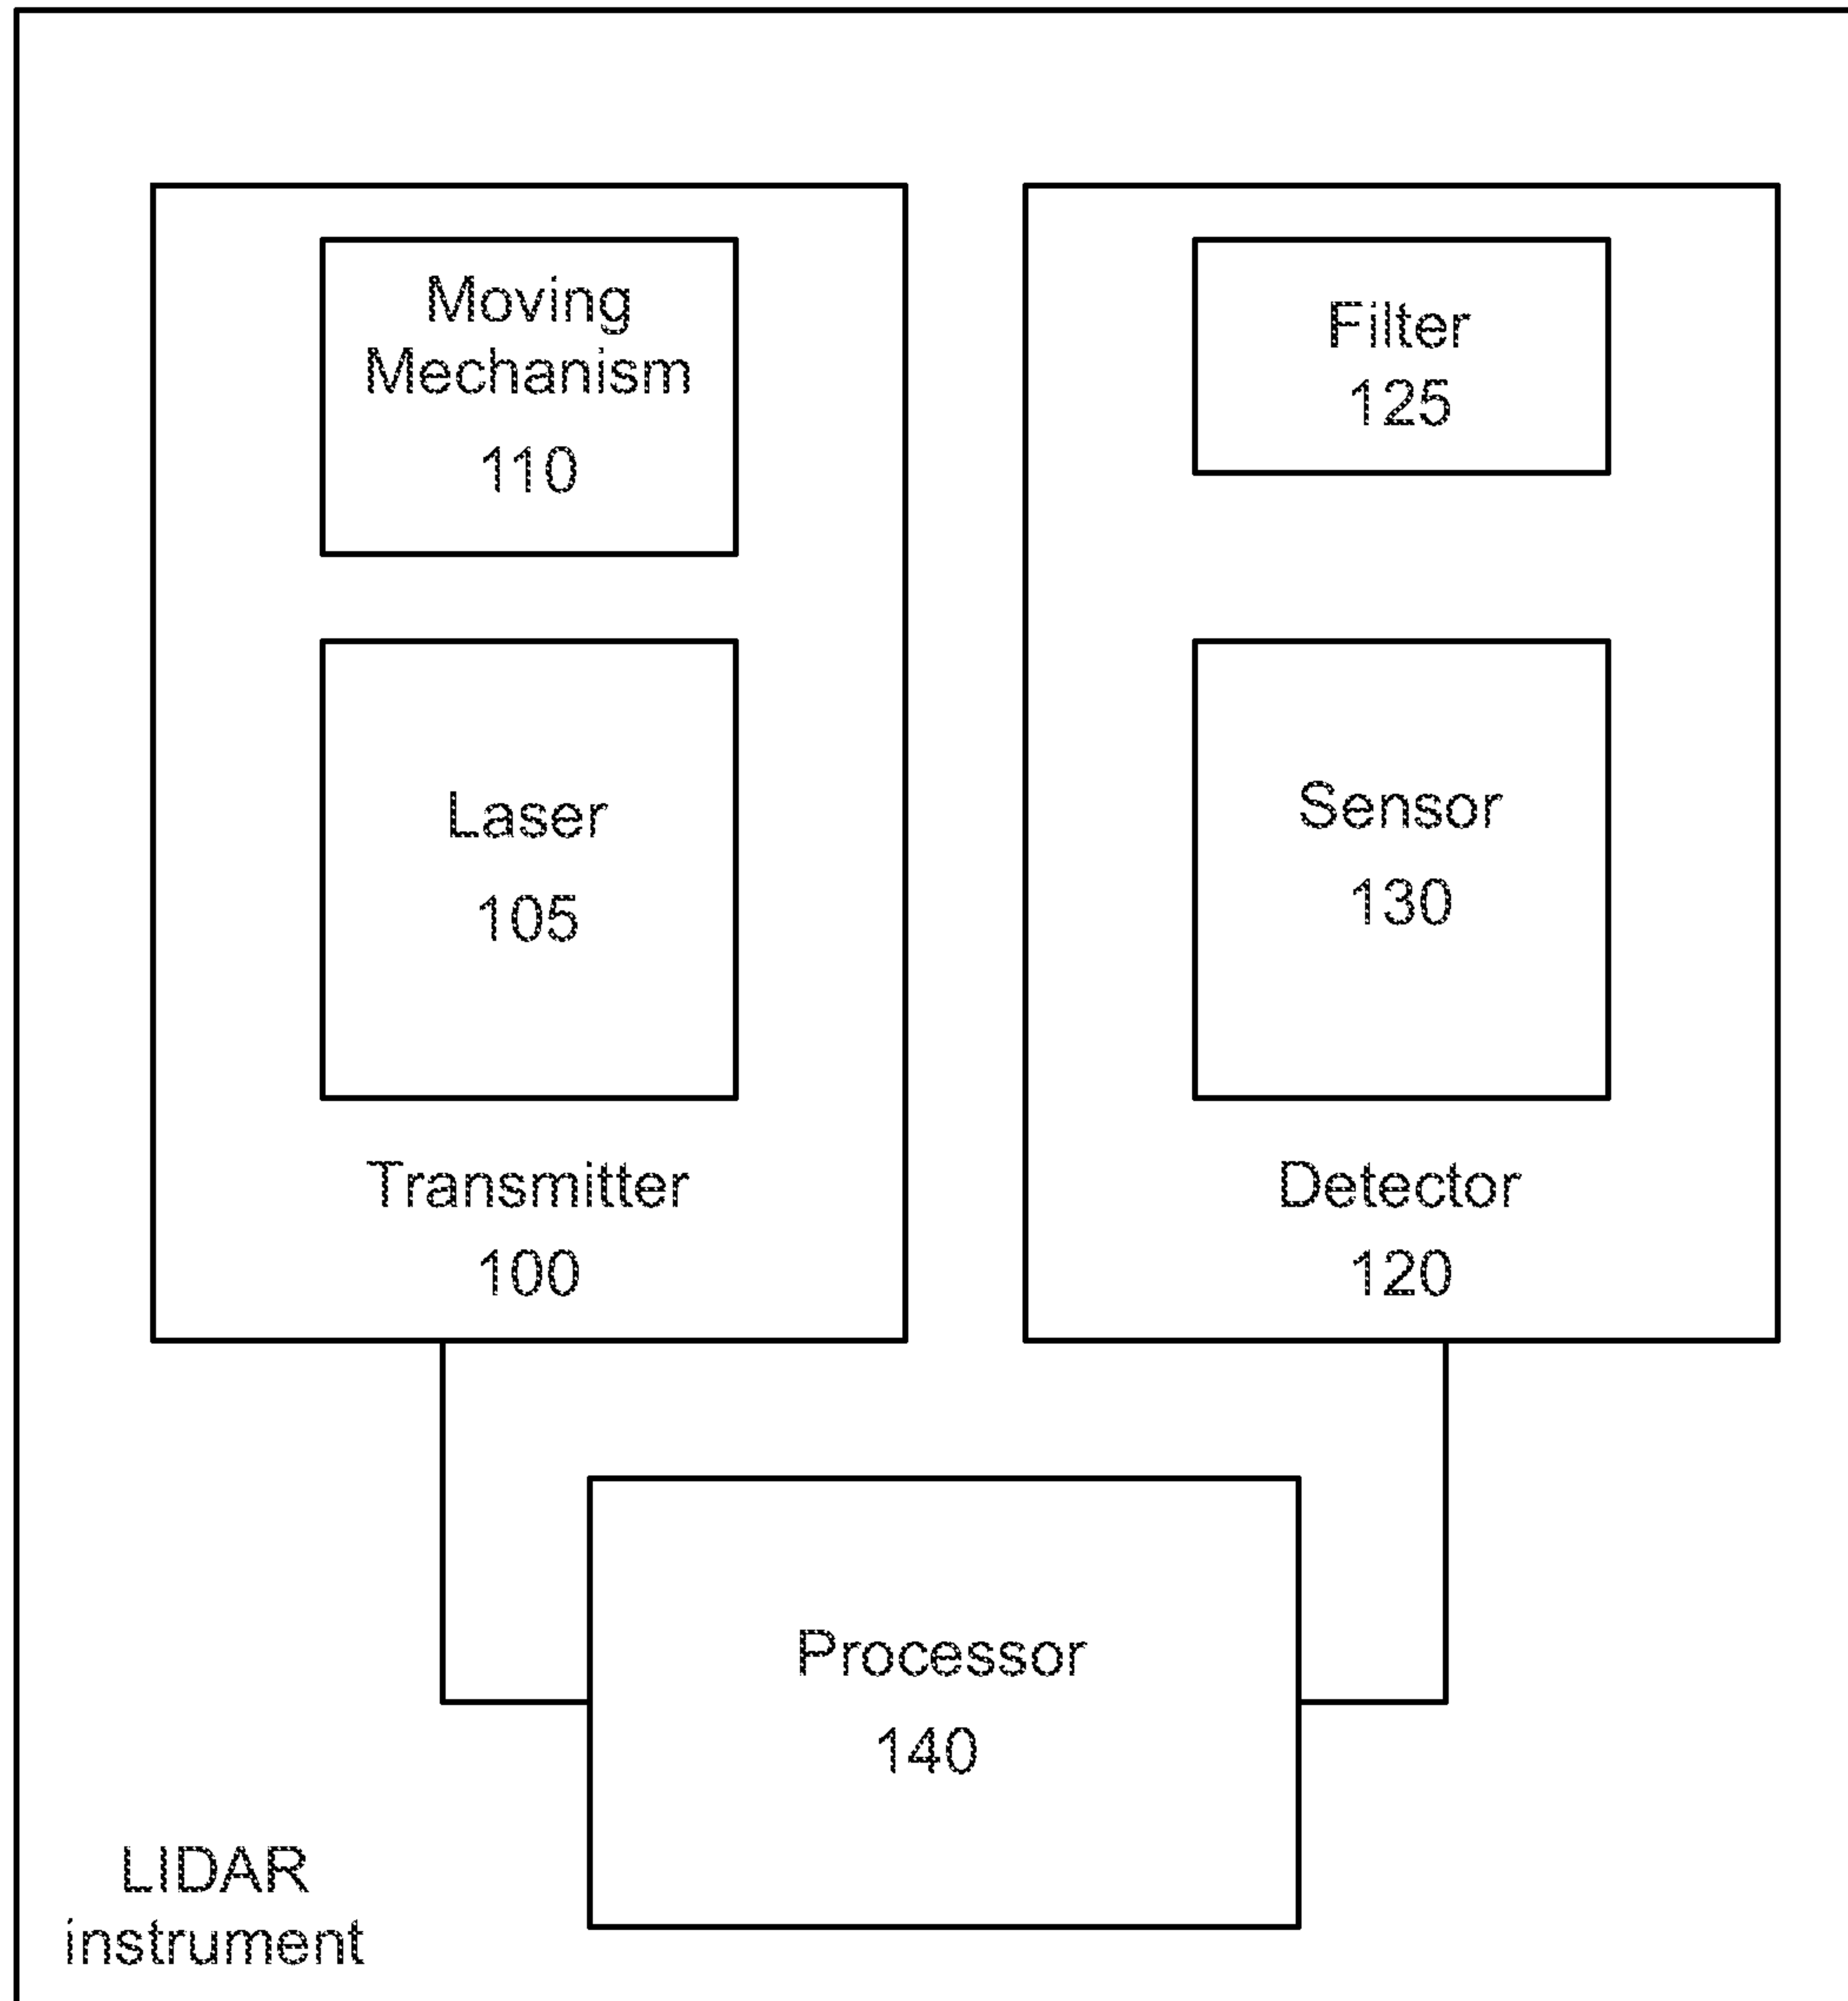 Moving
Mechanism
110
Laser
105
Transmitter
100
Filter
125
Sensor
130
Detector
120
Processor
140
LIDAR
instrument